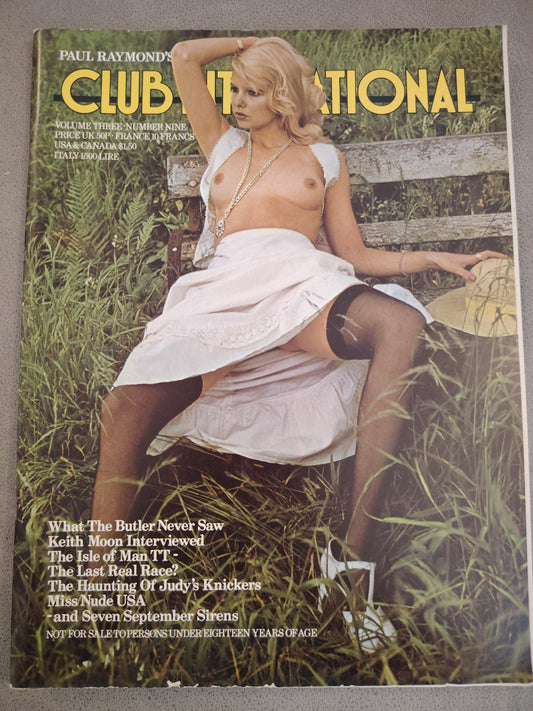 PAUL RAYMOND'S
CLUB INTERNATIONAL
VOLUME THREE · NUMBER NINE
PRICE UK 50P · FRANCE 10 FRANCS
USA & CANADA $1.50
ITALY 1500 LIRE
What The Butler Never Saw
Keith Moon Interviewed
The Isle of Man TT -
The Last Real Race?
The Haunting Of Judy's Knickers
Miss Nude USA
-and Seven September Sirens
NOT FOR SALE TO PERSONS UNDER EIGHTEEN YEARS OF AGE